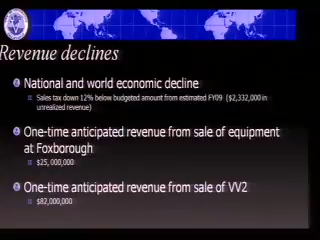 Revenue declines
National and world economic decline
Sales tax down 12% below budgeted amount from estimated FY09 ($2,332,000 in
unrealized revenue)
One-time anticipated revenue from sale of equipment
at Foxborough
$25,000,000
One-time anticipated revenue from sale of VV2
$82,000,000